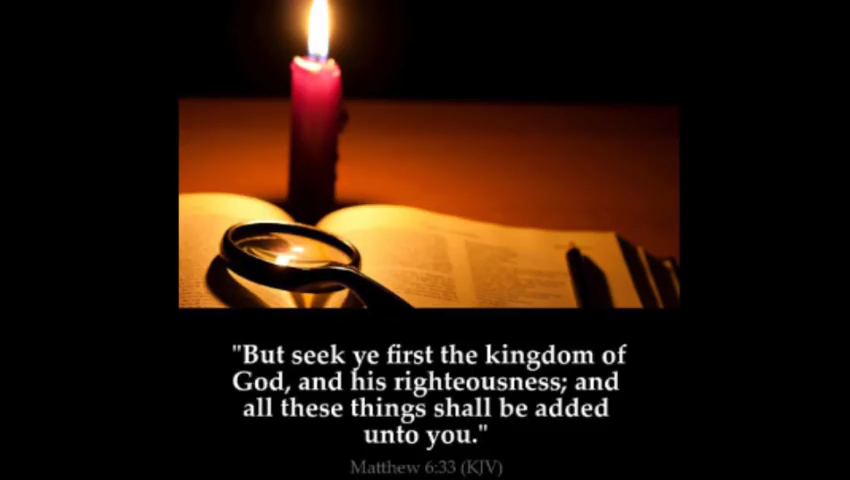 "But seek ye first the kingdom of
God, and his righteousness; and
all these things shall be added
unto you."
Matthew 6:33 (KJV)